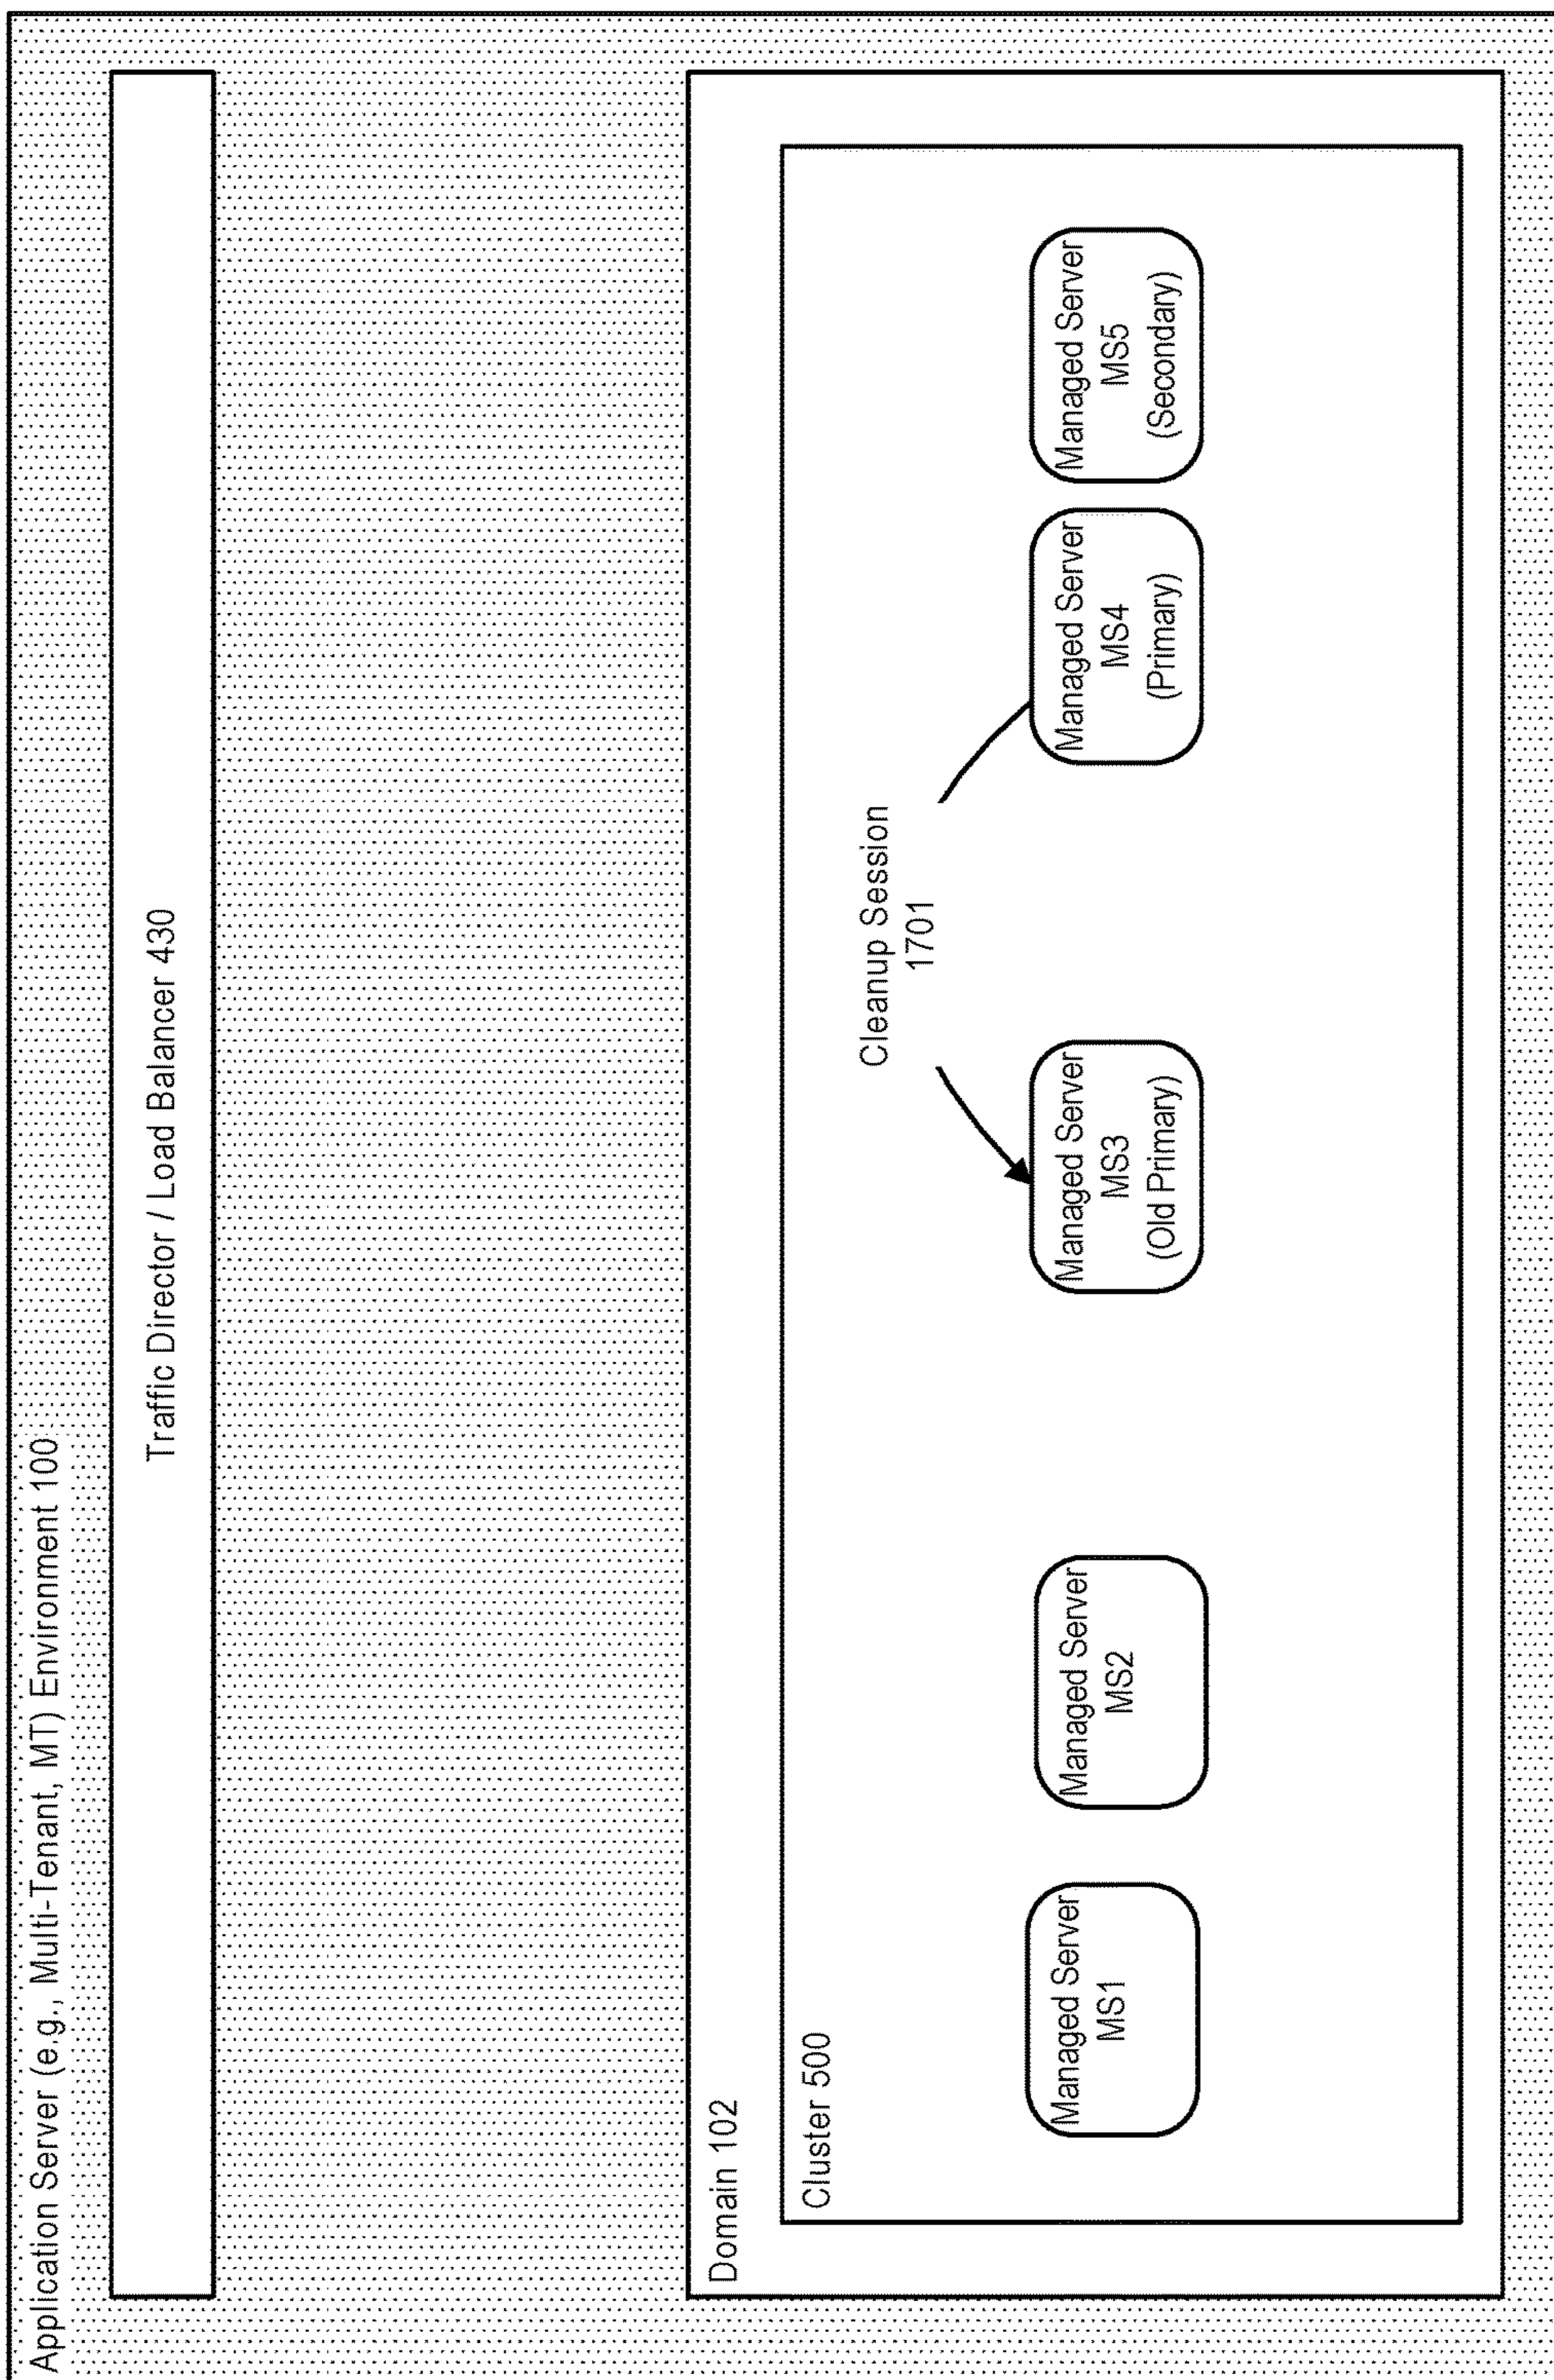 Application Server (e.g., Multi-Tenant, MT) Environment 100
Traffic Director / Load Balancer 430
Domain 102
Cluster 500
Cleanup Session
1701
Managed Server
MS1
Managed Server
MS2
Managed Server
MS3
(Old Primary)
Managed Server
MS4
(Primary)
Managed Server
MS5
(Secondary)